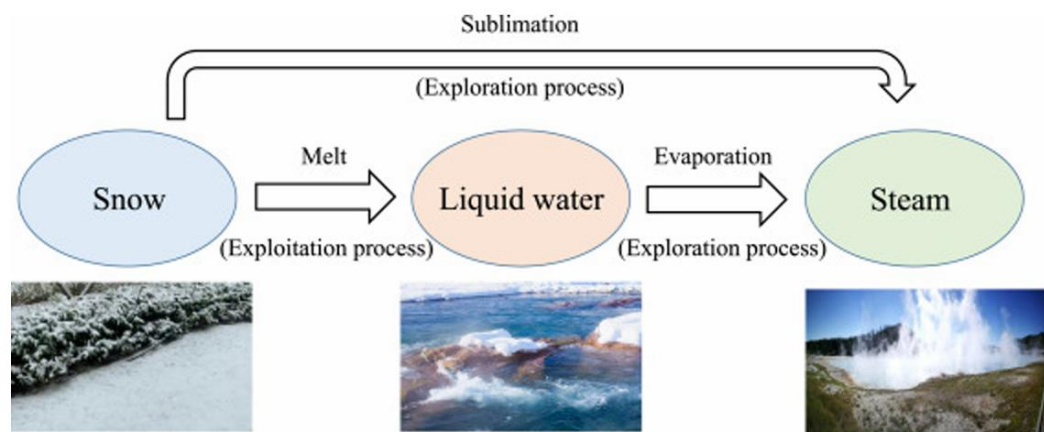 Sublimation
(Exploration process)
Melt
Evaporation
Snow
Liquid water
Steam
(Exploitation process)
(Exploration process)